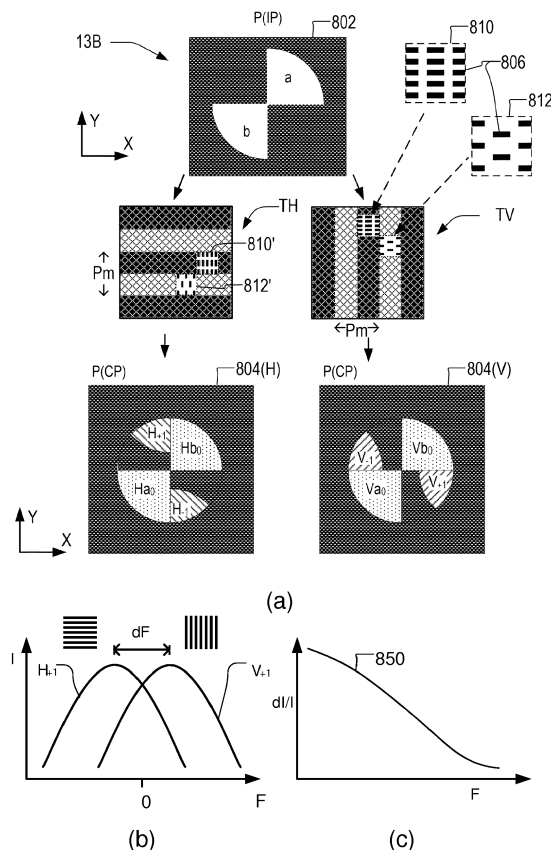 P(IP) 802
810
13B
806
a
b
812
Y
X
TH
TV
810'
Pm
812'
Pm
P(CP) 804(H)
P(CP) 804(V)
H+1
Hb0
Ha0
H-1
V-1
Vb0
Va0
V+1
Y
X
(a)
dF
I
H+1
V+1
0
F
850
dI/I
F
(b)
(c)